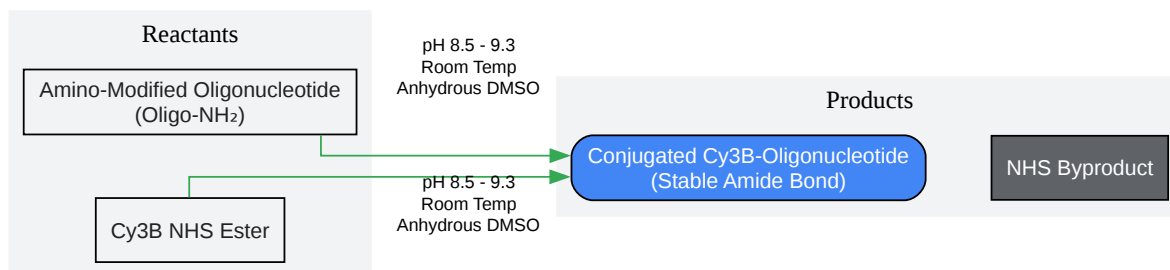 Reactants
Amino-Modified Oligonucleotide
(Oligo-NH₂)
Cy3B NHS Ester
pH 8.5 - 9.3
Room Temp
Anhydrous DMSO
pH 8.5 - 9.3
Room Temp
Anhydrous DMSO
Products
Conjugated Cy3B-Oligonucleotide
(Stable Amide Bond)
NHS Byproduct